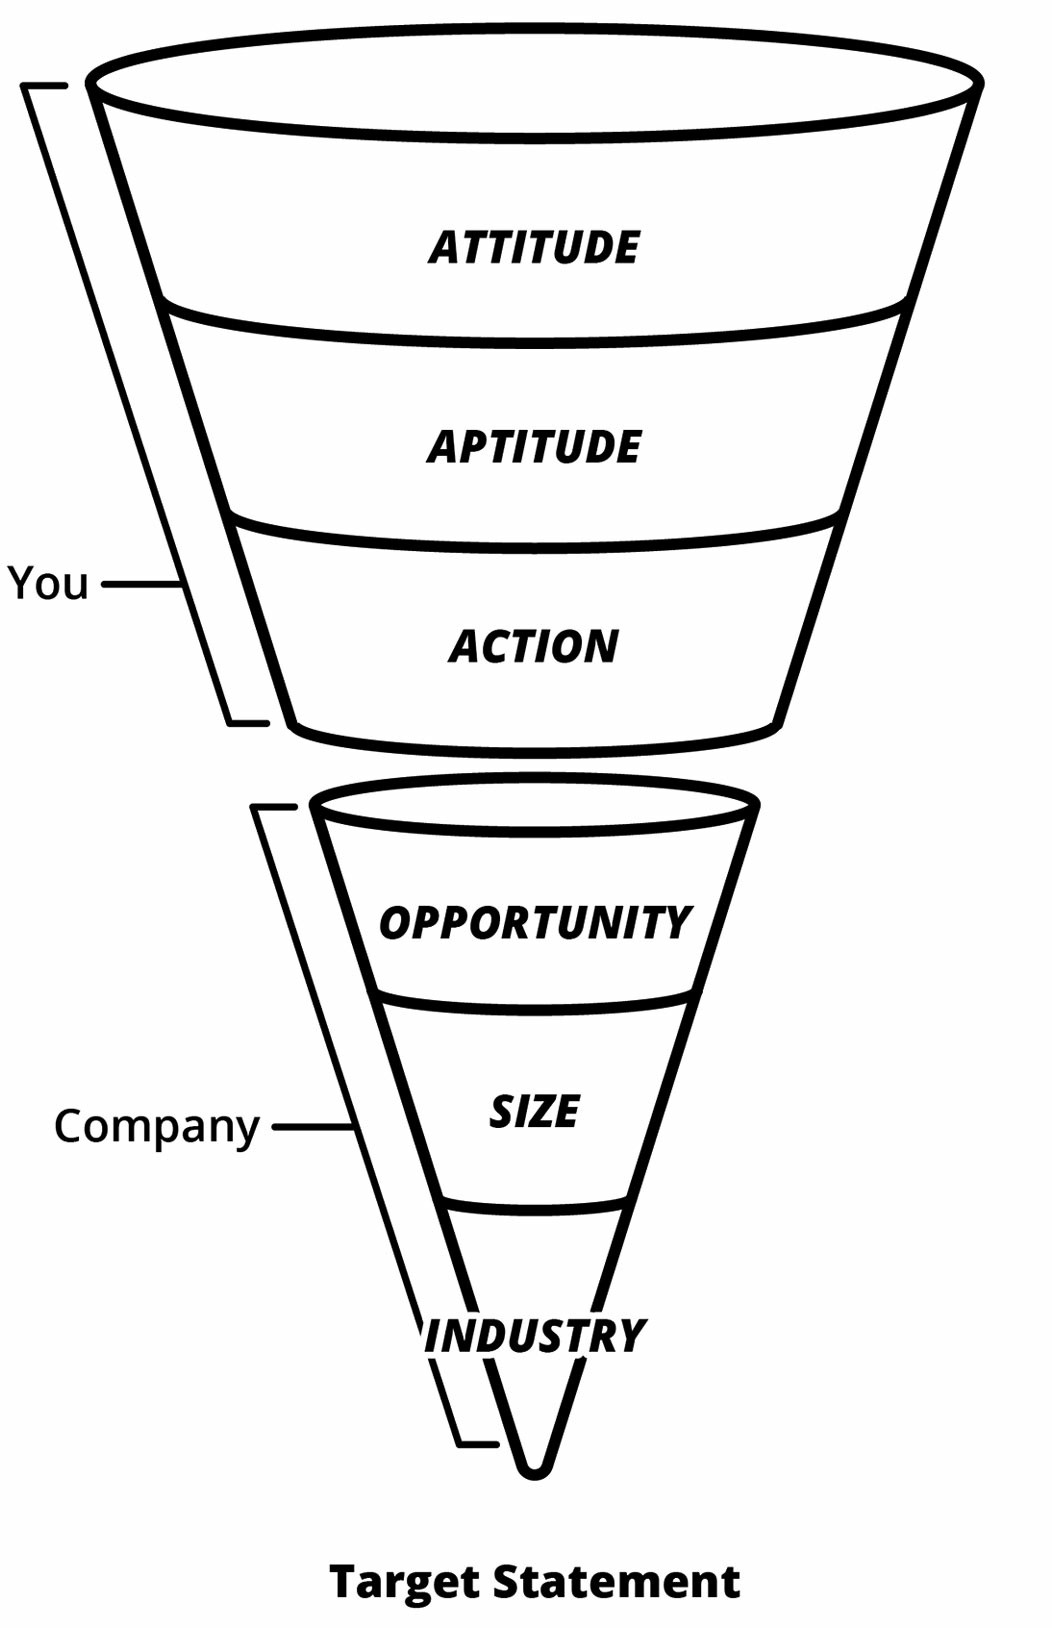 ATTITUDE
APTITUDE
ACTION
You
OPPORTUNITY
SIZE
Company
INDUSTRY
Target Statement